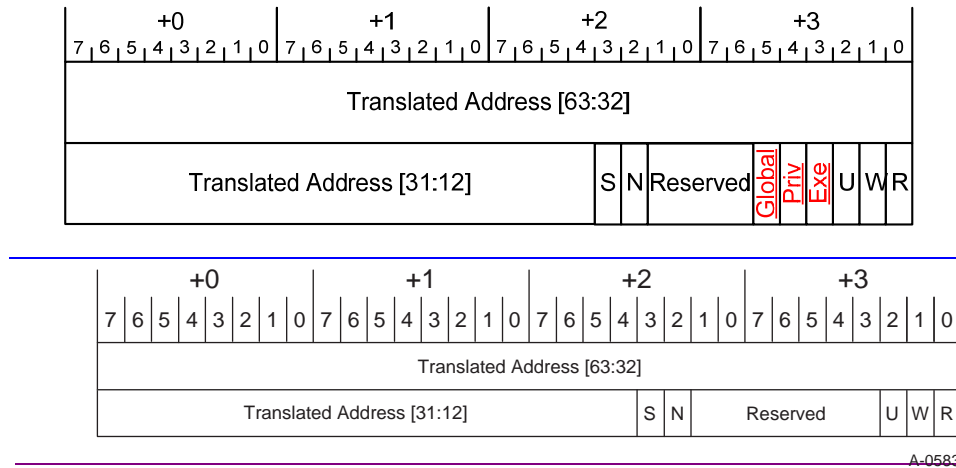 +0 +1 +2 +3
7 6 5 4 3 2 1 0 7 6 5 4 3 2 1 0 7 6 5 4 3 2 1 0 7 6 5 4 3 2 1 0
Translated Address [63:32]
Translated Address [31:12] S N Reserved Global Priv Exe U W R
+0 +1 +2 +3
7 6 5 4 3 2 1 0 7 6 5 4 3 2 1 0 7 6 5 4 3 2 1 0 7 6 5 4 3 2 1 0
Translated Address [63:32]
Translated Address [31:12] S N Reserved U W R
A-0583